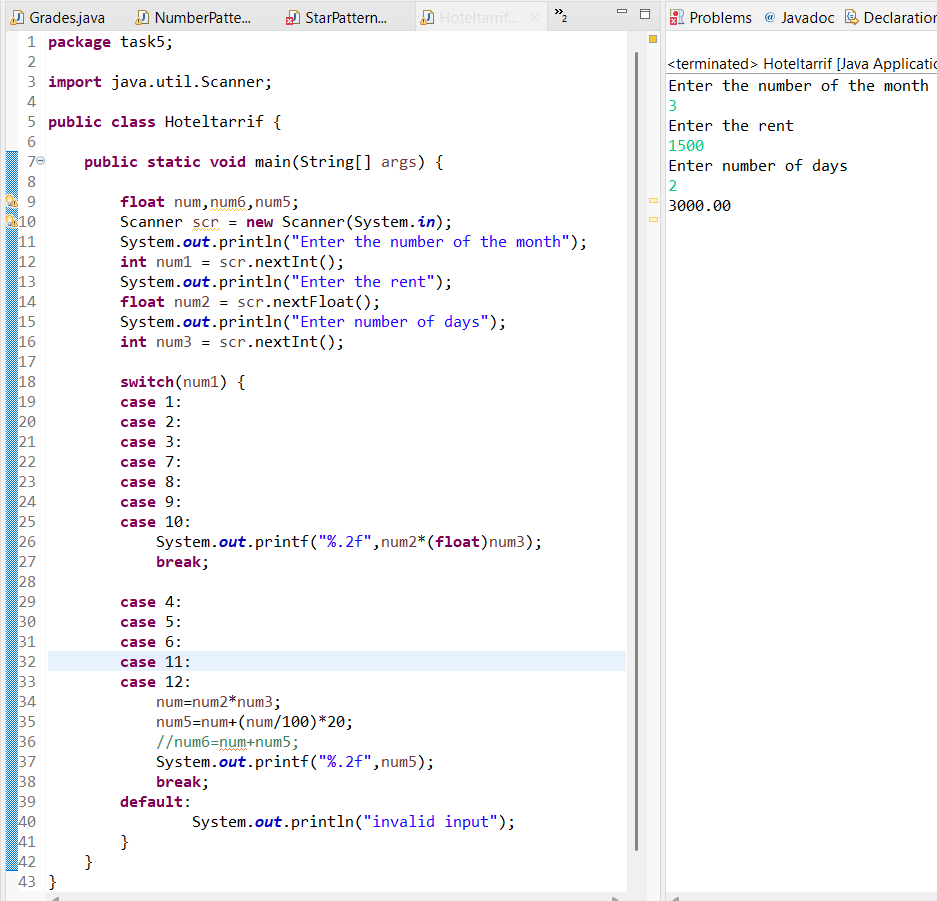 Grades.java NumberPatte... StarPattern... Hoteltarrif... »2
1 package task5;
2
3 import java.util.Scanner;
4
5 public class Hoteltarrif {
6
7 public static void main(String[] args) {
8
9 float num,num6,num5;
10 Scanner scr = new Scanner(System.in);
11 System.out.println("Enter the number of the month");
12 int num1 = scr.nextInt();
13 System.out.println("Enter the rent");
14 float num2 = scr.nextFloat();
15 System.out.println("Enter number of days");
16 int num3 = scr.nextInt();
17
18 switch(num1) {
19 case 1:
20 case 2:
21 case 3:
22 case 7:
23 case 8:
24 case 9:
25 case 10:
26 System.out.printf("%.2f",num2*(float)num3);
27 break;
28
29 case 4:
30 case 5:
31 case 6:
32 case 11:
33 case 12:
34 num=num2*num3;
35 num5=num+(num/100)*20;
36 //num6=num+num5;
37 System.out.printf("%.2f",num5);
38 break;
39 default:
40 System.out.println("invalid input");
41 }
42 }
43 }
Problems @ Javadoc Declaration
<terminated> Hoteltarrif [Java Applicatio
Enter the number of the month
3
Enter the rent
1500
Enter number of days
2
3000.00